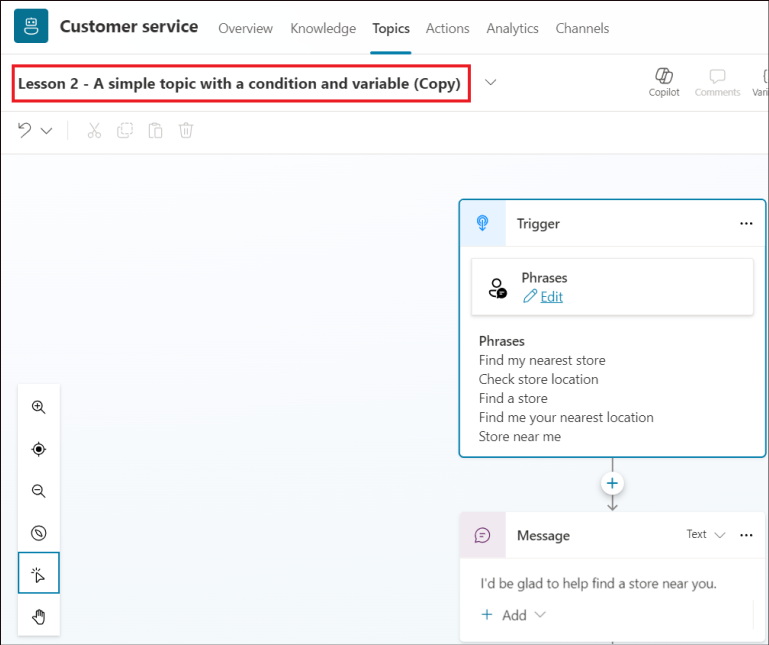 Customer service Overview Knowledge Topics Actions Analytics Channels
Lesson 2 - A simple topic with a condition and variable (Copy)
Copilot Comments
Trigger
Phrases
Edit
Phrases
Find my nearest store
Check store location
Find a store
Find me your nearest location
Store near me
Message Text
I'd be glad to help find a store near you.
Add